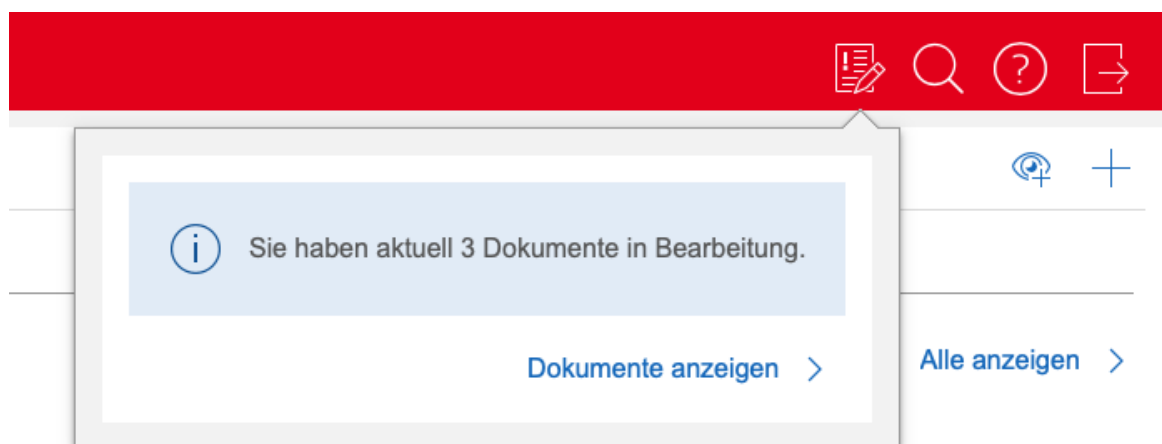 Sie haben aktuell 3 Dokumente in Bearbeitung.
Dokumente anzeigen
Alle anzeigen